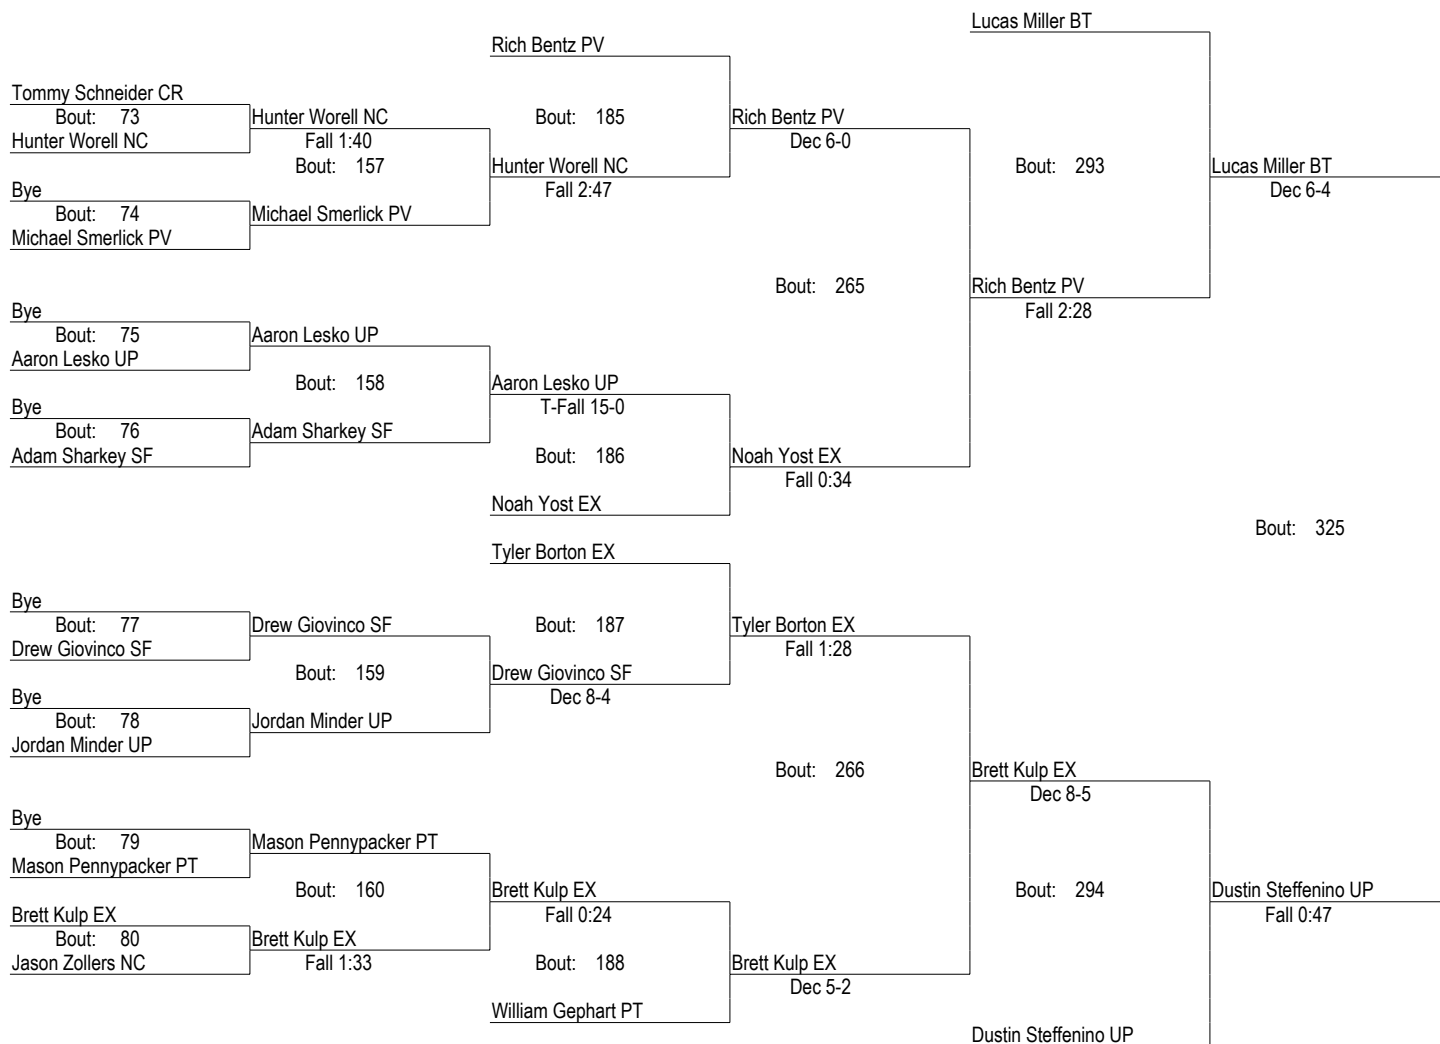 Lucas Miller BT
Rich Bentz PV
Tommy Schneider CR
Bout: 73
Hunter Worell NC
Bout: 185
Rich Bentz PV
Hunter Worell NC
Fall 1:40
Dec 6-0
Bout: 157
Hunter Worell NC
Bout: 293
Lucas Miller BT
Bye
Fall 2:47
Dec 6-4
Bout: 74
Michael Smerlick PV
Michael Smerlick PV
Bout: 265
Rich Bentz PV
Bye
Fall 2:28
Bout: 75
Aaron Lesko UP
Aaron Lesko UP
Bout: 158
Aaron Lesko UP
Bye
T-Fall 15-0
Bout: 76
Adam Sharkey SF
Adam Sharkey SF
Bout: 186
Noah Yost EX
Fall 0:34
Noah Yost EX
Bout: 325
Tyler Borton EX
Bye
Bout: 77
Drew Giovinco SF
Bout: 187
Tyler Borton EX
Drew Giovinco SF
Fall 1:28
Bout: 159
Drew Giovinco SF
Bye
Dec 8-4
Bout: 78
Jordan Minder UP
Jordan Minder UP
Bout: 266
Brett Kulp EX
Dec 8-5
Bye
Bout: 79
Mason Pennypacker PT
Mason Pennypacker PT
Bout: 160
Brett Kulp EX
Bout: 294
Dustin Steffenino UP
Brett Kulp EX
Fall 0:24
Fall 0:47
Bout: 80
Brett Kulp EX
Jason Zollers NC
Fall 1:33
Bout: 188
Brett Kulp EX
Dec 5-2
William Gephart PT
Dustin Steffenino UP